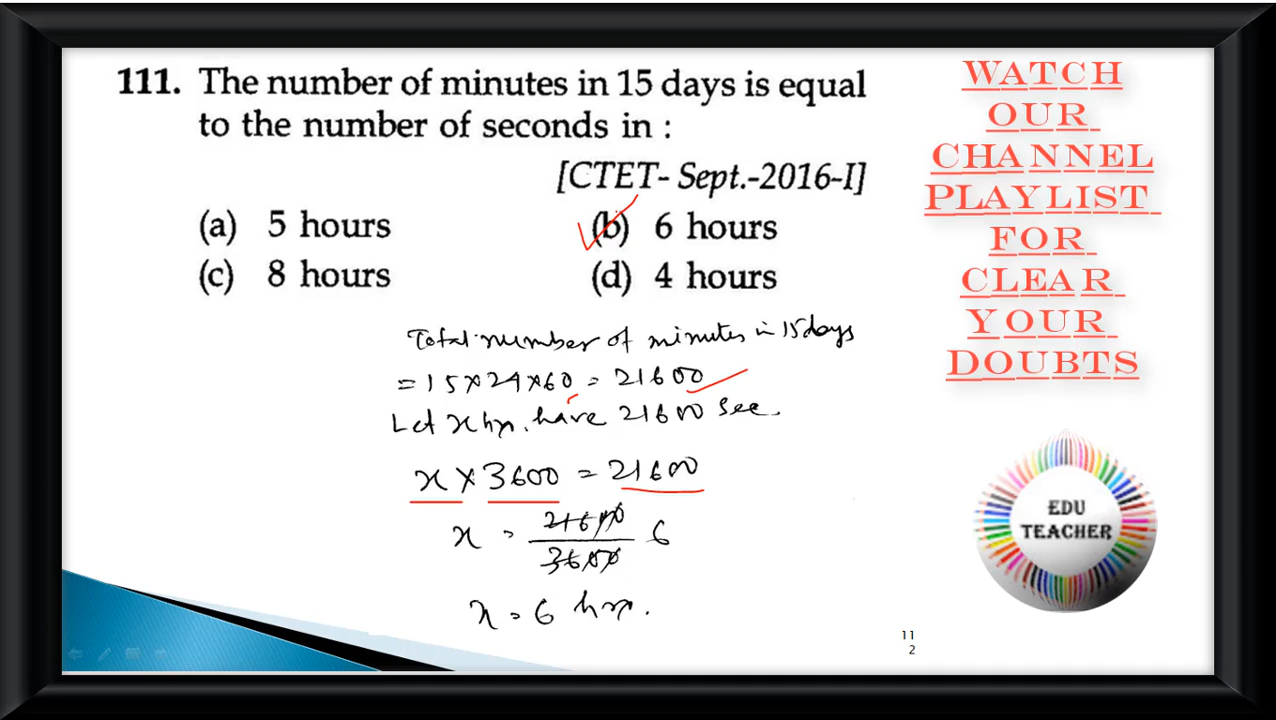 111. The number of minutes in 15 days is equal
to the number of seconds in :
[CTET- Sept.-2016-I]
(a) 5 hours
(b) 6 hours
(c) 8 hours
(d) 4 hours
Total number of minutes in 15 days
= 15 × 24 × 60 = 21600
Let x hr. have 21600 sec.
x × 3600 = 21600
x = 21600 / 3600 6
x = 6 hrs.
WATCH
OUR
CHANNEL
PLAYLIST
FOR
CLEAR
YOUR
DOUBTS
EDU
TEACHER
11
2